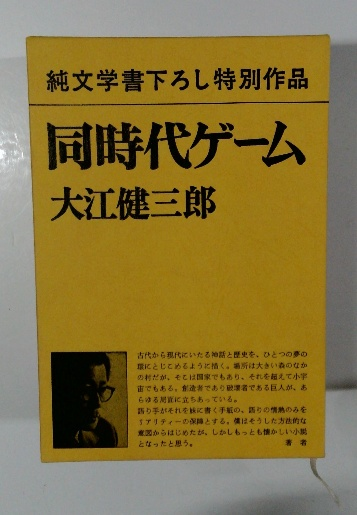 純文学書下ろし特別作品
同時代ゲーム
大江健三郎
古代から現代にいたる神話と歴史を、ひとつの夢の
環にとじこめるように描く。場所は大きい森のなか
の村だが、そこは国家でもあり、それを超えて小宇
宙でもある。創造者であり破壊者である巨人が、あ
らゆる局面に立ちあっている。
語り手がそれを妹に書く手紙の、語りの情熱のみを
リアリティーの保障とする。僕はそうした方法的な
意図からはじめたが、しかしもっとも懐かしい小説
となったと思う。
著者